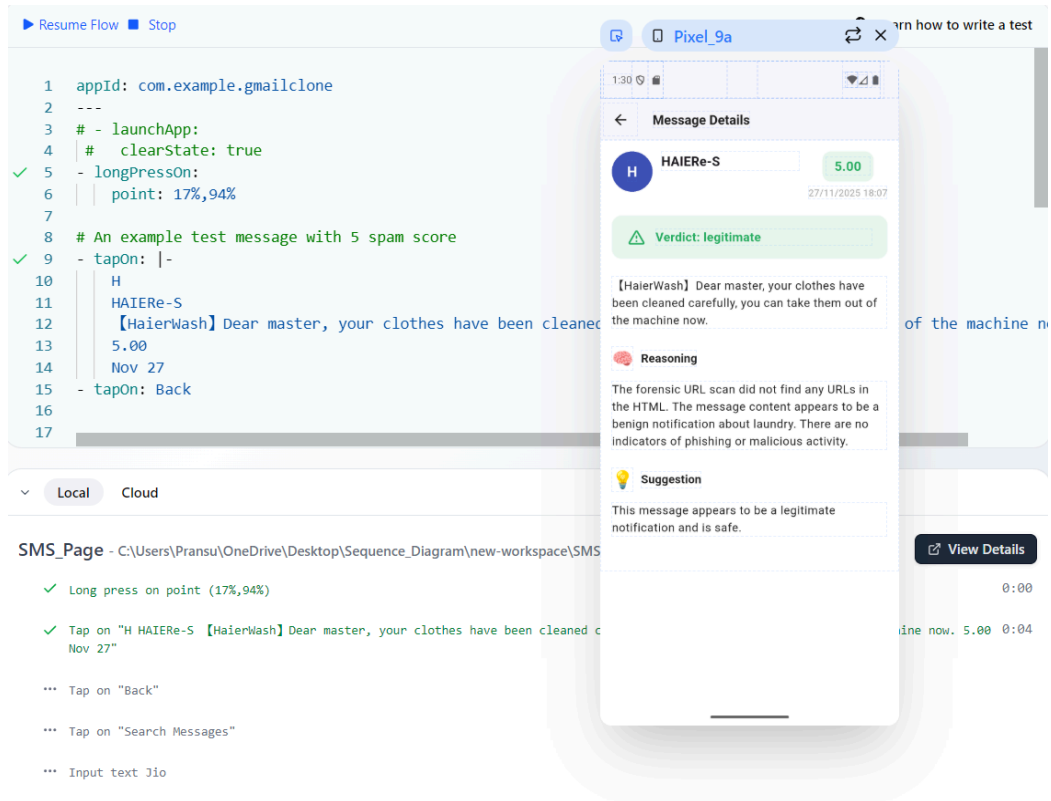 Resume Flow Stop
arn how to write a test
Pixel_9a
1 appId: com.example.gmailclone
2 ---
3 # - launchApp:
4 #   clearState: true
5 - longPressOn:
6 point: 17%,94%
7
8 # An example test message with 5 spam score
9 - tapOn: |-
10 H
11 HAIERe-S
12 【HaierWash】Dear master, your clothes have been cleaned of the machine n
13 5.00
14 Nov 27
15 - tapOn: Back
16
17
1:30
Message Details
H
HAIERe-S
5.00
27/11/2025 18:07
Verdict: legitimate
【HaierWash】Dear master, your clothes have
been cleaned carefully, you can take them out of
the machine now.
Reasoning
The forensic URL scan did not find any URLs in
the HTML. The message content appears to be a
benign notification about laundry. There are no
indicators of phishing or malicious activity.
Suggestion
This message appears to be a legitimate
notification and is safe.
Local Cloud
SMS_Page - C:\Users\Pransu\OneDrive\Desktop\Sequence_Diagram\new-workspace\SMS
View Details
Long press on point (17%,94%) 0:00
Tap on "H HAIERe-S 【HaierWash】Dear master, your clothes have been cleaned c ine now. 5.00 0:04
Nov 27"
Tap on "Back"
Tap on "Search Messages"
Input text Jio